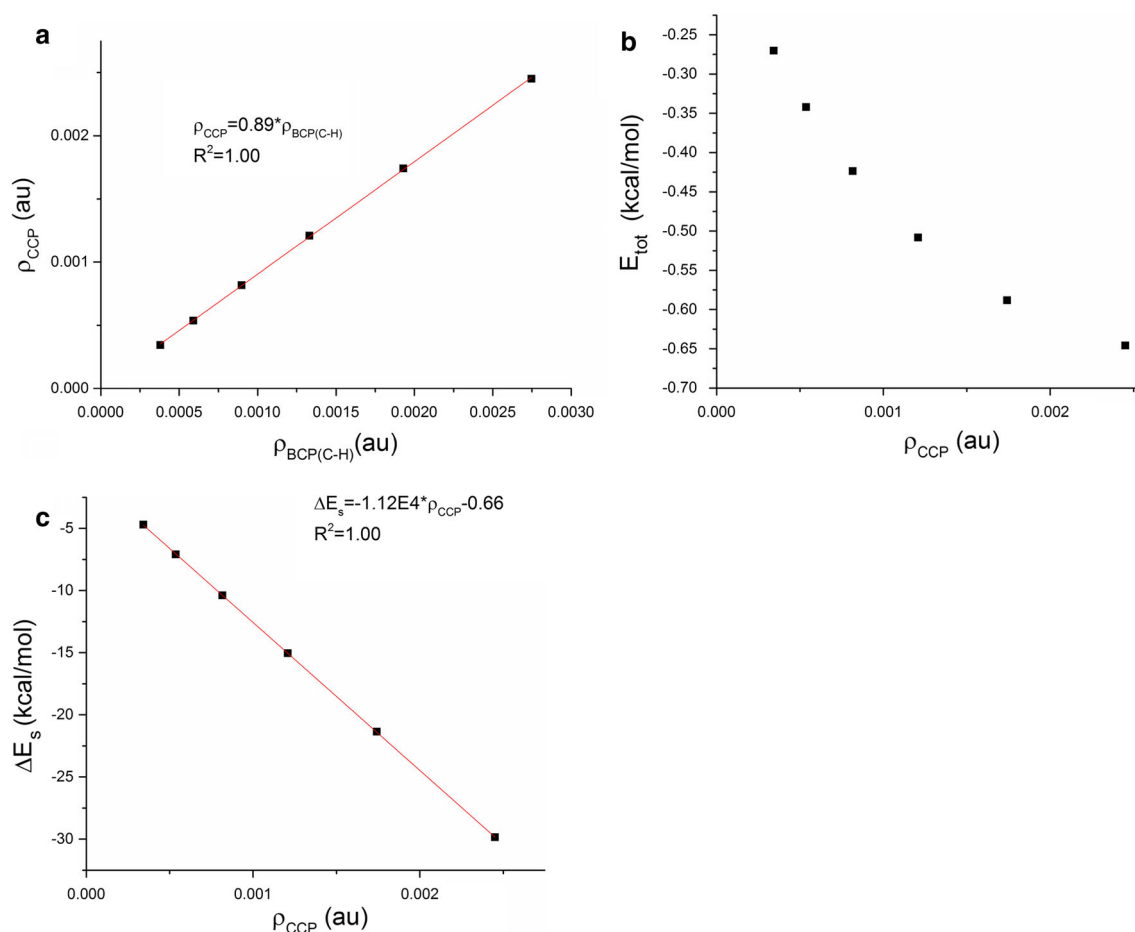 a
ρCCP=0.89*ρBCP(C-H)
R²=1.00
ρCCP (au)
0.002
0.001
0.000
0.0000 0.0005 0.0010 0.0015 0.0020 0.0025 0.0030
ρBCP(C-H)(au)
b
Etot (kcal/mol)
-0.25
-0.30
-0.35
-0.40
-0.45
-0.50
-0.55
-0.60
-0.65
-0.70
0.000 0.001 0.002
ρCCP (au)
c
ΔEs=-1.12E4*ρCCP-0.66
R²=1.00
ΔEs (kcal/mol)
-5
-10
-15
-20
-25
-30
0.000 0.001 0.002
ρCCP (au)